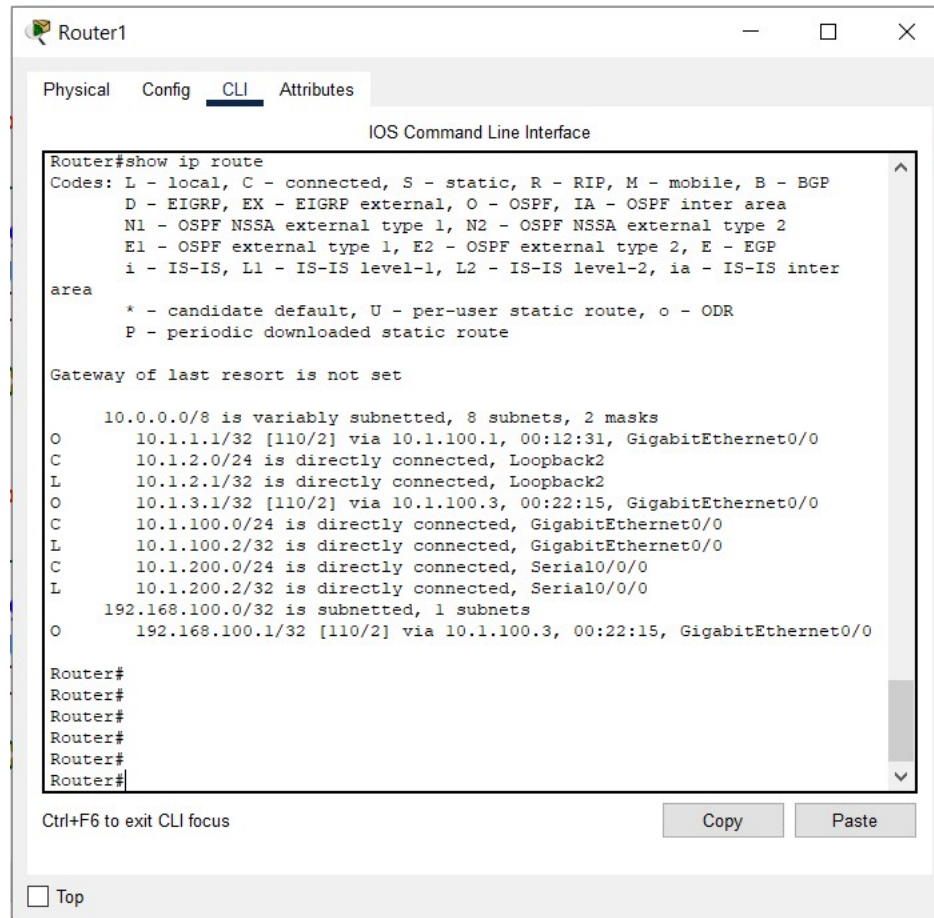 Router1
Physical Config CLI Attributes
IOS Command Line Interface
Router#show ip route
Codes: L - local, C - connected, S - static, R - RIP, M - mobile, B - BGP
D - EIGRP, EX - EIGRP external, O - OSPF, IA - OSPF inter area
N1 - OSPF NSSA external type 1, N2 - OSPF NSSA external type 2
E1 - OSPF external type 1, E2 - OSPF external type 2, E - EGP
i - IS-IS, L1 - IS-IS level-1, L2 - IS-IS level-2, ia - IS-IS inter
area
* - candidate default, U - per-user static route, o - ODR
P - periodic downloaded static route
Gateway of last resort is not set
10.0.0.0/8 is variably subnetted, 8 subnets, 2 masks
O 10.1.1.1/32 [110/2] via 10.1.100.1, 00:12:31, GigabitEthernet0/0
C 10.1.2.0/24 is directly connected, Loopback2
L 10.1.2.1/32 is directly connected, Loopback2
O 10.1.3.1/32 [110/2] via 10.1.100.3, 00:22:15, GigabitEthernet0/0
C 10.1.100.0/24 is directly connected, GigabitEthernet0/0
L 10.1.100.2/32 is directly connected, GigabitEthernet0/0
C 10.1.200.0/24 is directly connected, Serial0/0/0
L 10.1.200.2/32 is directly connected, Serial0/0/0
192.168.100.0/32 is subnetted, 1 subnets
O 192.168.100.1/32 [110/2] via 10.1.100.3, 00:22:15, GigabitEthernet0/0
Router#
Router#
Router#
Router#
Router#
Router#
Ctrl+F6 to exit CLI focus Copy Paste
Top